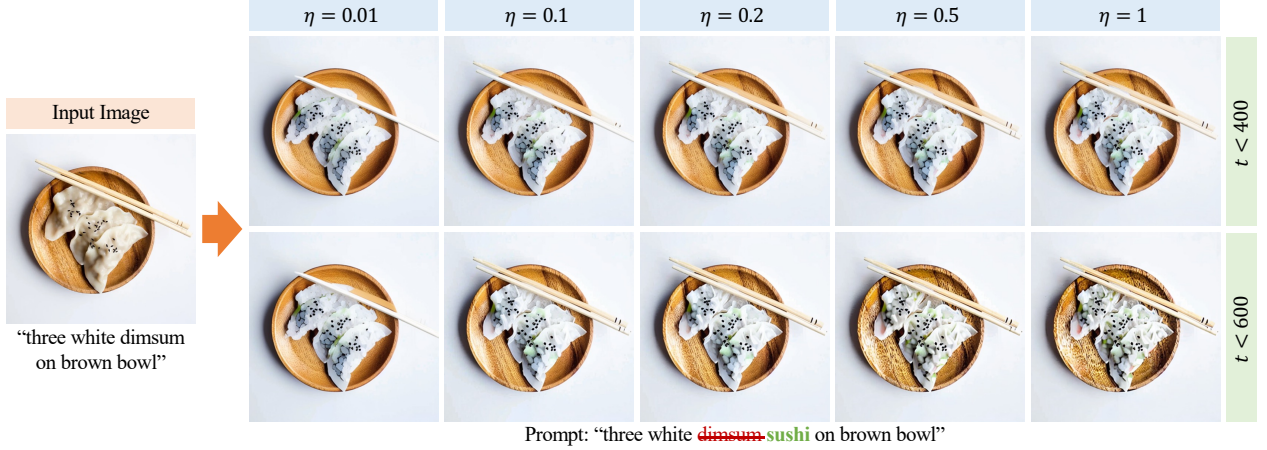 η = 0.01
η = 0.1
η = 0.2
η = 0.5
η = 1
Input Image
t < 400
t < 600
“three white dimsum
on brown bowl”
Prompt: “three white dimsum sushi on brown bowl”